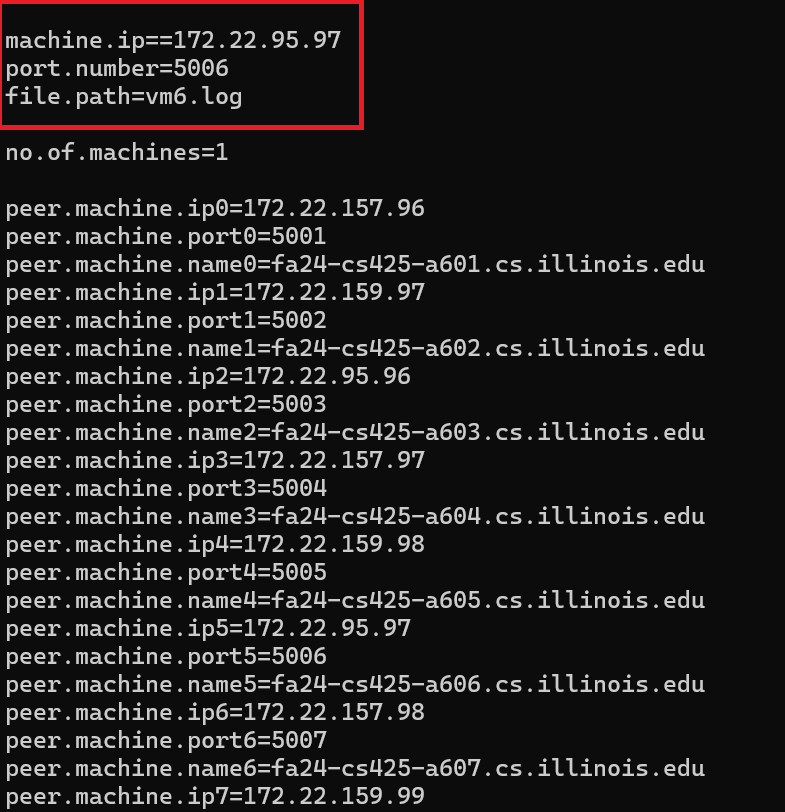 machine.ip==172.22.95.97
port.number=5006
file.path=vm6.log
no.of.machines=1
peer.machine.ip0=172.22.157.96
peer.machine.port0=5001
peer.machine.name0=fa24-cs425-a601.cs.illinois.edu
peer.machine.ip1=172.22.159.97
peer.machine.port1=5002
peer.machine.name1=fa24-cs425-a602.cs.illinois.edu
peer.machine.ip2=172.22.95.96
peer.machine.port2=5003
peer.machine.name2=fa24-cs425-a603.cs.illinois.edu
peer.machine.ip3=172.22.157.97
peer.machine.port3=5004
peer.machine.name3=fa24-cs425-a604.cs.illinois.edu
peer.machine.ip4=172.22.159.98
peer.machine.port4=5005
peer.machine.name4=fa24-cs425-a605.cs.illinois.edu
peer.machine.ip5=172.22.95.97
peer.machine.port5=5006
peer.machine.name5=fa24-cs425-a606.cs.illinois.edu
peer.machine.ip6=172.22.157.98
peer.machine.port6=5007
peer.machine.name6=fa24-cs425-a607.cs.illinois.edu
peer.machine.ip7=172.22.159.99